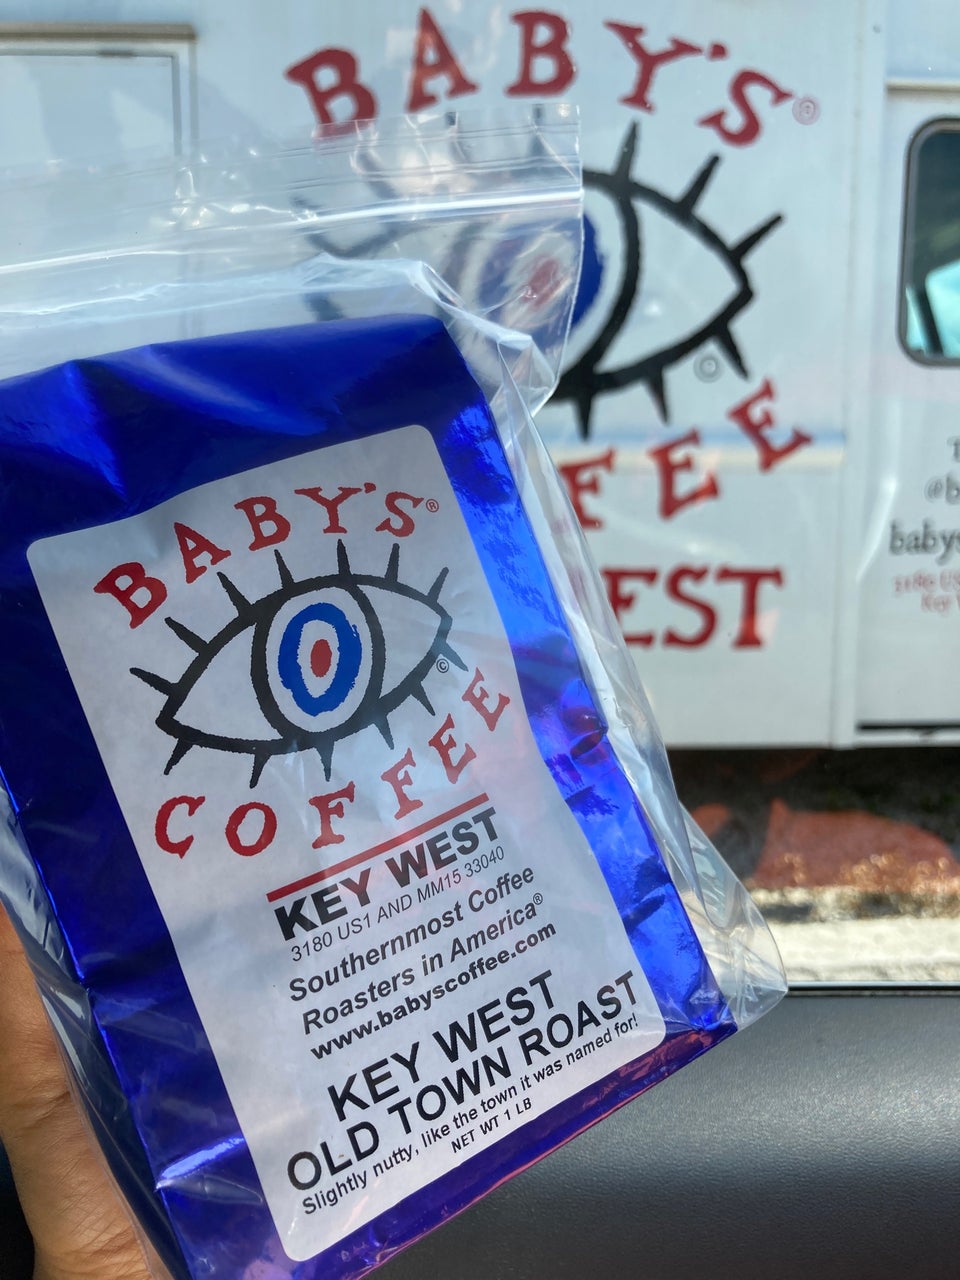 BABY'S®
©
FEE
EST
babys
BABY'S®
©
COFFEE
KEY WEST
3180 US1 AND MM15 33040
Southernmost Coffee
Roasters in America®
www.babyscoffee.com
KEY WEST
OLD TOWN ROAST
Slightly nutty, like the town it was named for!
NET WT 1 LB